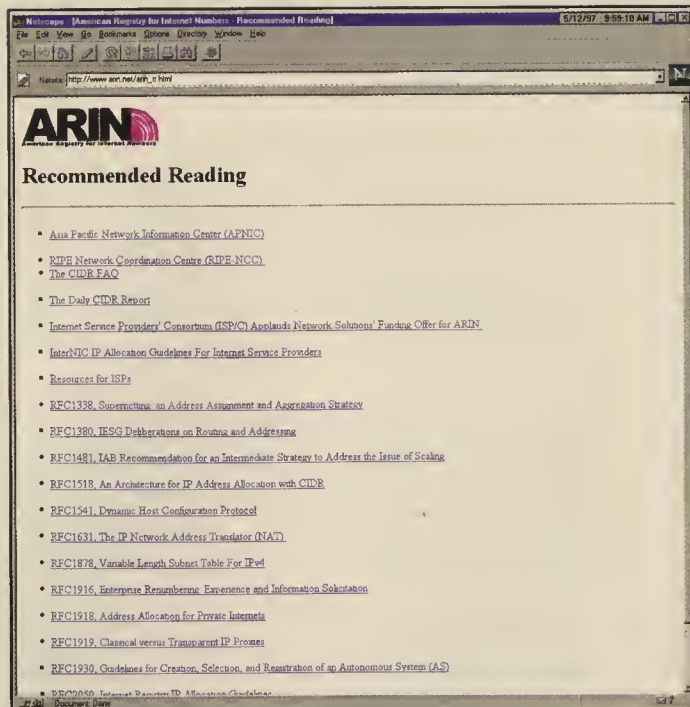 Netscape [American Registry for Internet Numbers - Recommended Reading]
5/12/97 9:59:10 AM
File Edit View Go Bookmarks Options Directory Window Help
http://www.arin.net/arin_rr.html
N
ARIN
American Registry for Internet Numbers
Recommended Reading
Asia Pacific Network Information Center (APNIC)
RIPE Network Coordination Centre (RIPE-NCC)
The CIDR FAQ
The Daily CIDR Report
Internet Service Providers' Consortium (ISP/C) Applauds Network Solutions' Funding Offer for ARIN
InterNIC IP Allocation Guidelines For Internet Service Providers
Resources for ISPs
RFC1338, Supernetting: an Address Assignment and Aggregation Strategy
RFC1380, IESG Deliberations on Routing and Addressing
RFC1481, IAB Recommendation for an Intermediate Strategy to Address the Issue of Scaling
RFC1518, An Architecture for IP Address Allocation with CIDR
RFC1541, Dynamic Host Configuration Protocol
RFC1631, The IP Network Address Translator (NAT)
RFC1878, Variable Length Subnet Table For IPv4
RFC1916, Enterprise Renumbering: Experience and Information Solicitation
RFC1918, Address Allocation for Private Internets
RFC1919, Classical versus Transparent IP Proxies
RFC1930, Guidelines for Creation, Selection, and Registration of an Autonomous System (AS)
RFC2050, Internet Registry IP Allocation Guidelines
Document: Done